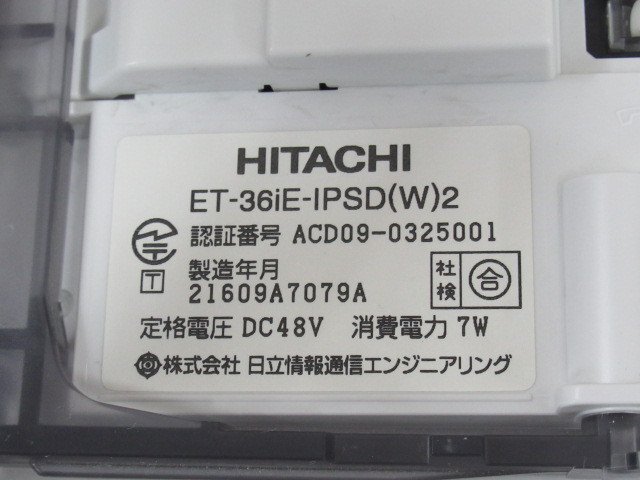 HITACHI
ET-36iE-IPSD(W)2
認証番号 ACD09-0325001
T
製造年月
21609A7079A
社検 合
定格電圧 DC48V 消費電力 7W
株式会社 日立情報通信エンジニアリング